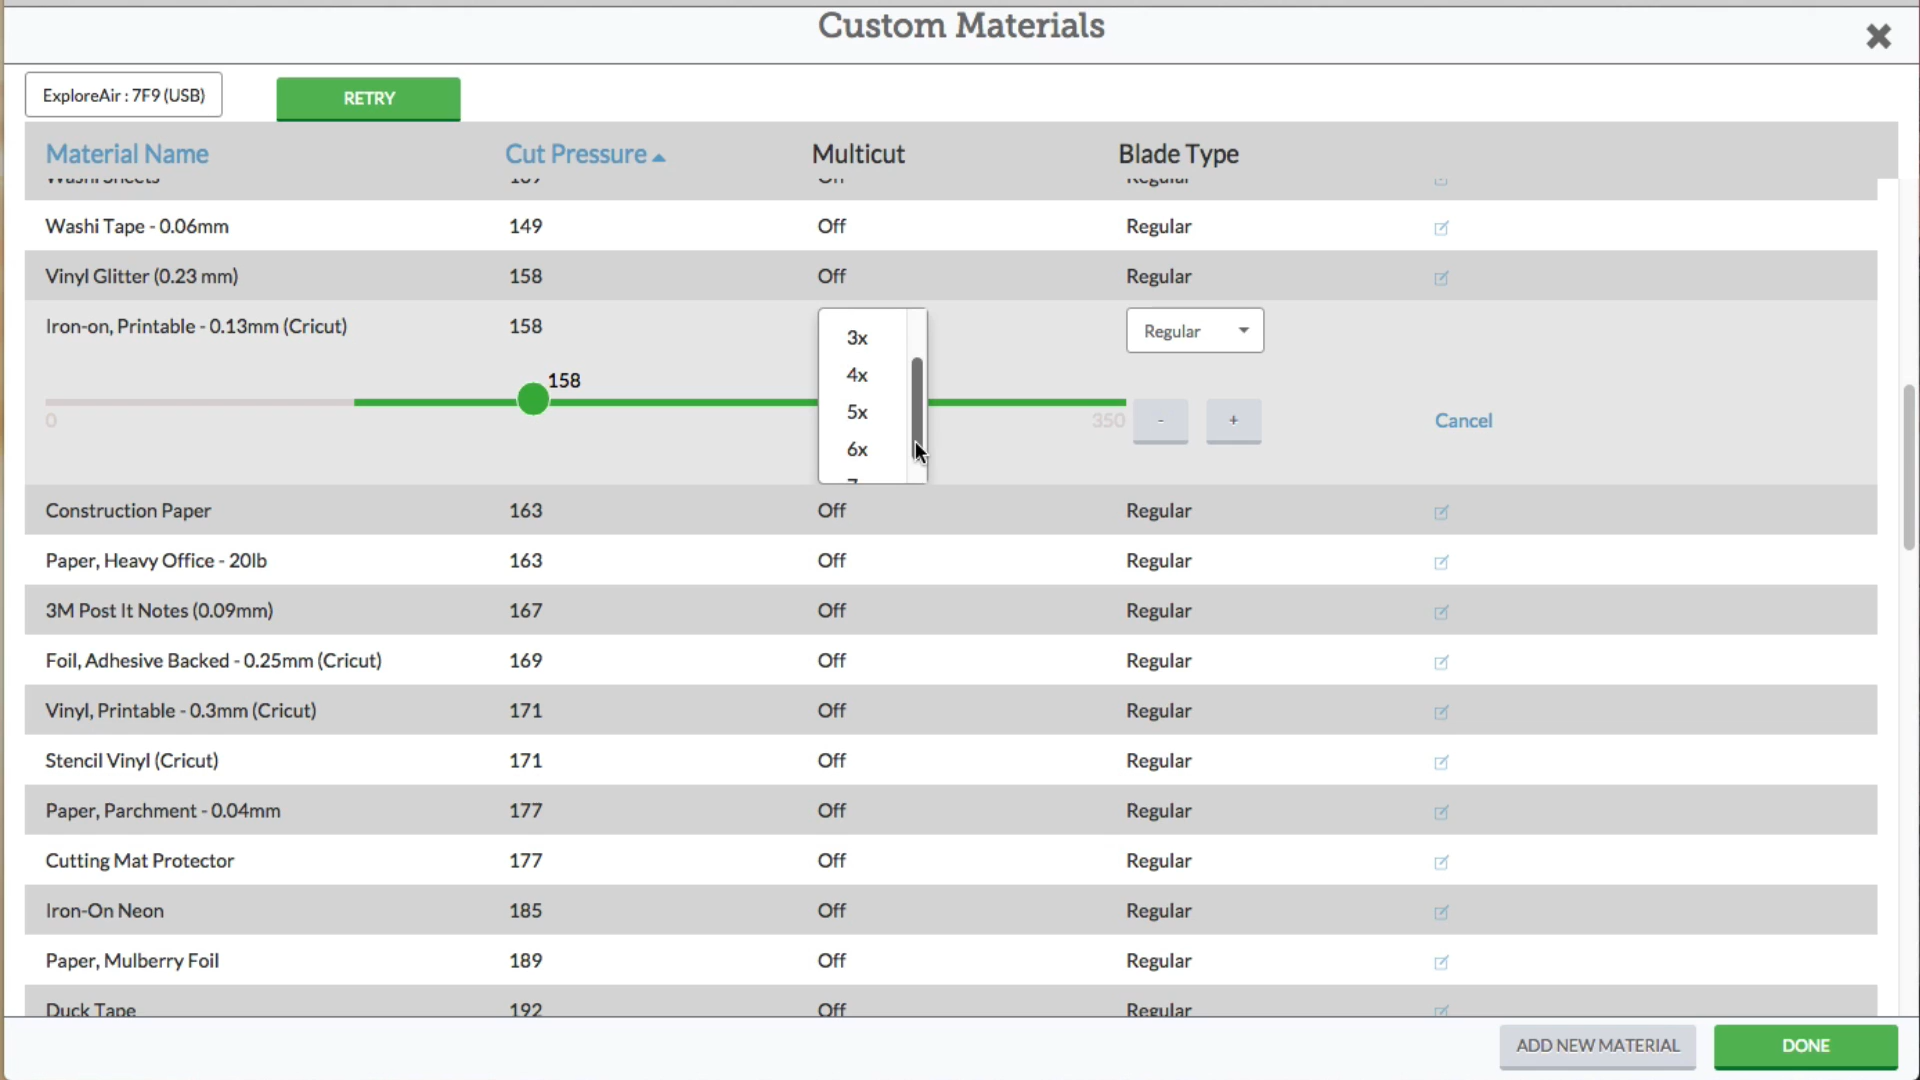 Custom Materials
ExploreAir : 7F9 (USB) RETRY
Material Name Cut Pressure Multicut Blade Type
Washi Tape - 0.06mm 149 Off Regular
Vinyl Glitter (0.23 mm) 158 Off Regular
Iron-on, Printable - 0.13mm (Cricut) 158 Regular
3x
4x
5x
6x
158
0 350 - + Cancel
Construction Paper 163 Off Regular
Paper, Heavy Office - 20lb 163 Off Regular
3M Post It Notes (0.09mm) 167 Off Regular
Foil, Adhesive Backed - 0.25mm (Cricut) 169 Off Regular
Vinyl, Printable - 0.3mm (Cricut) 171 Off Regular
Stencil Vinyl (Cricut) 171 Off Regular
Paper, Parchment - 0.04mm 177 Off Regular
Cutting Mat Protector 177 Off Regular
Iron-On Neon 185 Off Regular
Paper, Mulberry Foil 189 Off Regular
Duck Tape 192 Off Regular
ADD NEW MATERIAL DONE